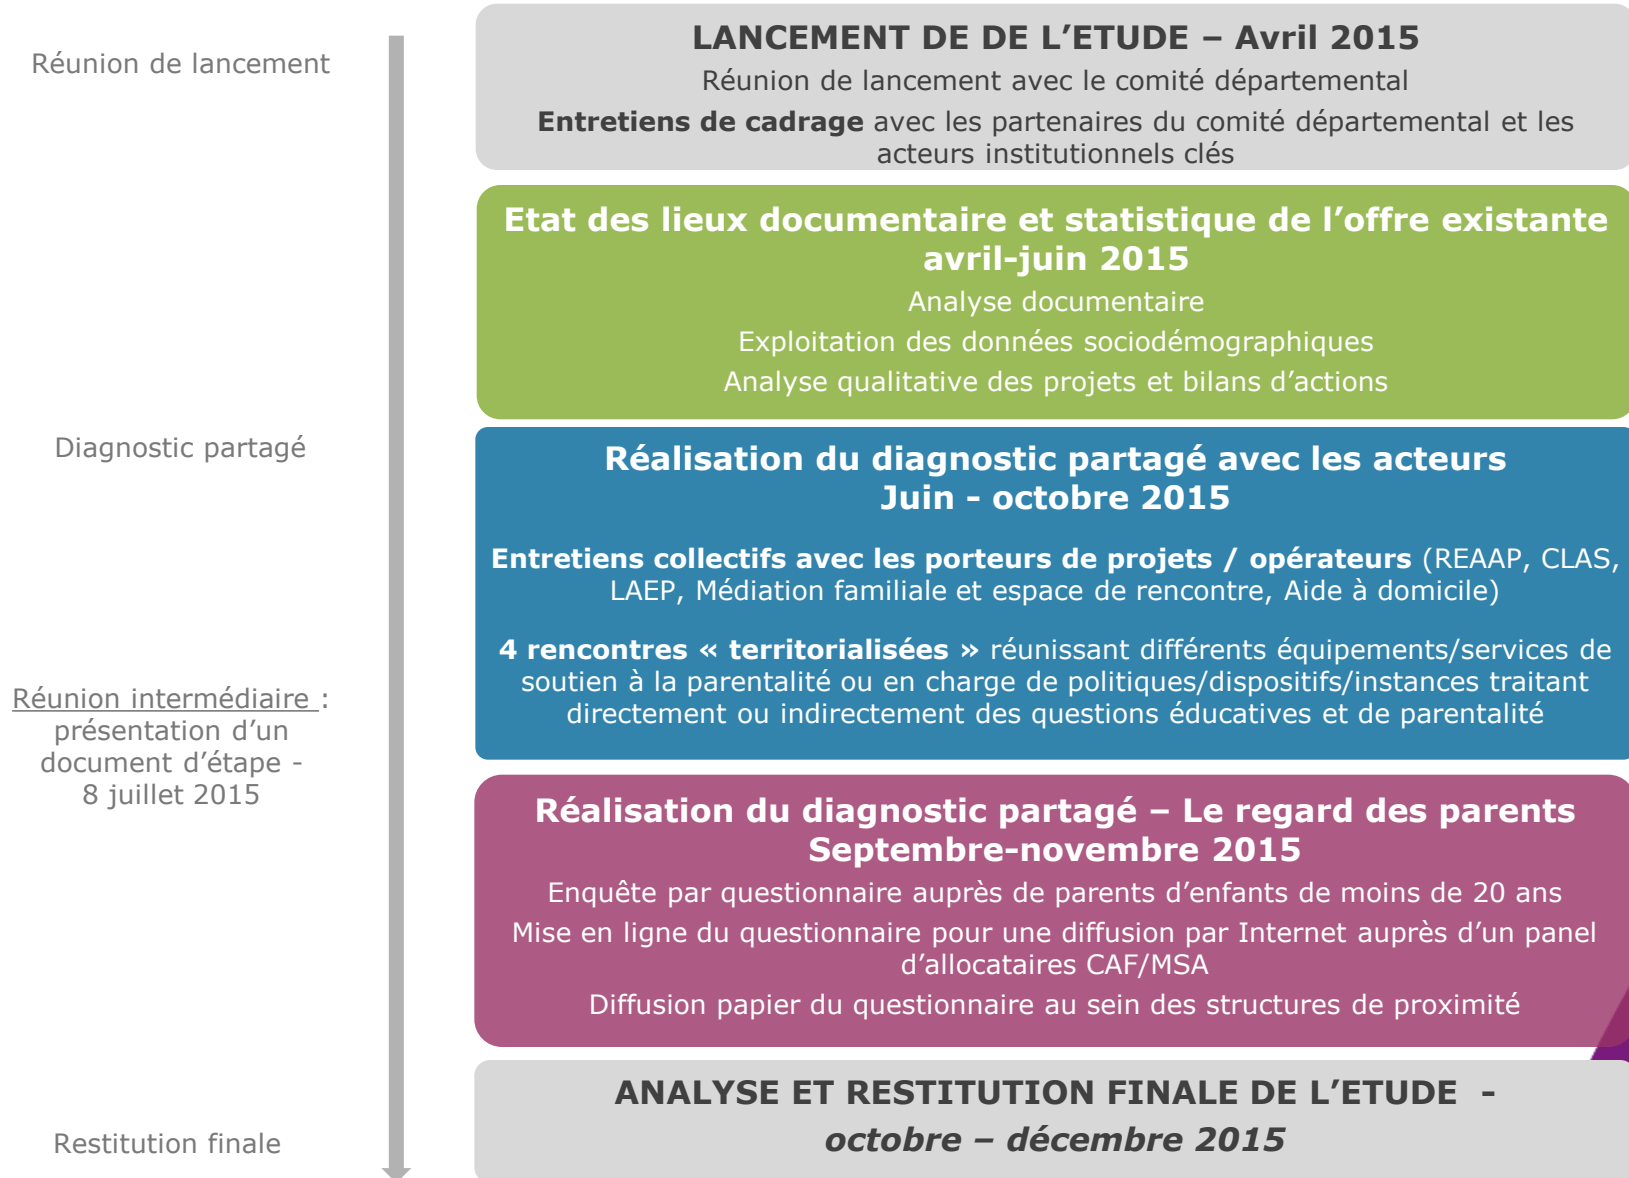 Réunion de lancement
LANCEMENT DE DE L’ETUDE – Avril 2015
Réunion de lancement avec le comité départemental
Entretiens de cadrage avec les partenaires du comité départemental et les
acteurs institutionnels clés
Etat des lieux documentaire et statistique de l’offre existante
avril-juin 2015
Analyse documentaire
Exploitation des données sociodémographiques
Analyse qualitative des projets et bilans d’actions
Diagnostic partagé
Réalisation du diagnostic partagé avec les acteurs
Juin - octobre 2015
Entretiens collectifs avec les porteurs de projets / opérateurs (REAAP, CLAS,
LAEP, Médiation familiale et espace de rencontre, Aide à domicile)
4 rencontres « territorialisées » réunissant différents équipements/services de
soutien à la parentalité ou en charge de politiques/dispositifs/instances traitant
directement ou indirectement des questions éducatives et de parentalité
Réunion intermédiaire :
présentation d’un
document d’étape -
8 juillet 2015
Réalisation du diagnostic partagé – Le regard des parents
Septembre-novembre 2015
Enquête par questionnaire auprès de parents d’enfants de moins de 20 ans
Mise en ligne du questionnaire pour une diffusion par Internet auprès d’un panel
d’allocataires CAF/MSA
Diffusion papier du questionnaire au sein des structures de proximité
Restitution finale
ANALYSE ET RESTITUTION FINALE DE L’ETUDE -
octobre – décembre 2015